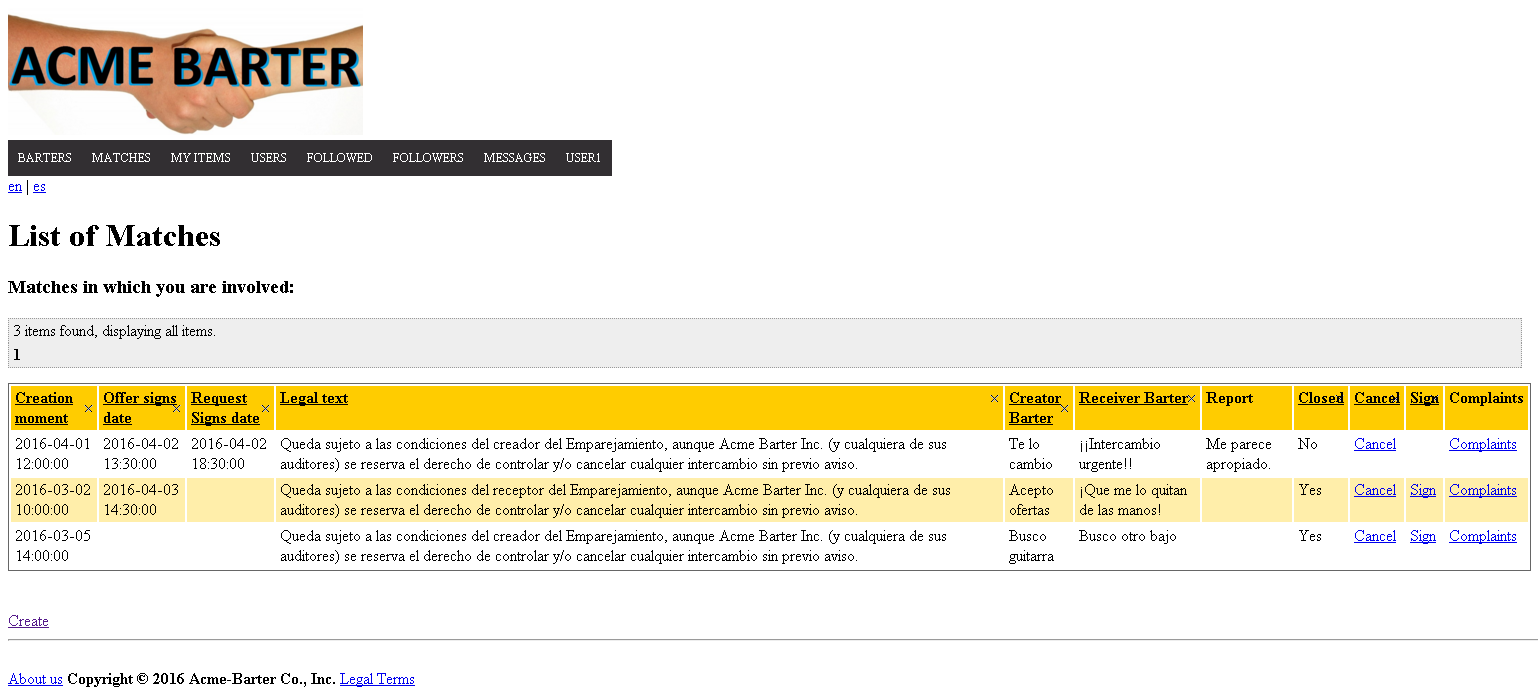 ACME BARTER
BARTERS MATCHES MY ITEMS USERS FOLLOWED FOLLOWERS MESSAGES USER1
en | es
List of Matches
Matches in which you are involved:
3 items found, displaying all items.
1
Creation moment Offer signs date Request Signs date Legal text Creator Barter Receiver Barter Report Closed Cancel Sign Complaints
2016-04-01 2016-04-02 2016-04-02 Queda sujeto a las condiciones del creador del Emparejamiento, aunque Acme Barter Inc. (y cualquiera de sus Te lo ¡¡Intercambio Me parece No Cancel Complaints
12:00:00 13:30:00 18:30:00 auditores) se reserva el derecho de controlar y/o cancelar cualquier intercambio sin previo aviso. cambio urgente!! apropiado.
2016-03-02 2016-04-03 Queda sujeto a las condiciones del receptor del Emparejamiento, aunque Acme Barter Inc. (y cualquiera de sus Acepto ¡Que me lo quitan Yes Cancel Sign Complaints
10:00:00 14:30:00 auditores) se reserva el derecho de controlar y/o cancelar cualquier intercambio sin previo aviso. ofertas de las manos!
2016-03-05 Queda sujeto a las condiciones del creador del Emparejamiento, aunque Acme Barter Inc. (y cualquiera de sus Busco Busco otro bajo Yes Cancel Sign Complaints
14:00:00 auditores) se reserva el derecho de controlar y/o cancelar cualquier intercambio sin previo aviso. guitarra
Create
About us Copyright © 2016 Acme-Barter Co., Inc. Legal Terms